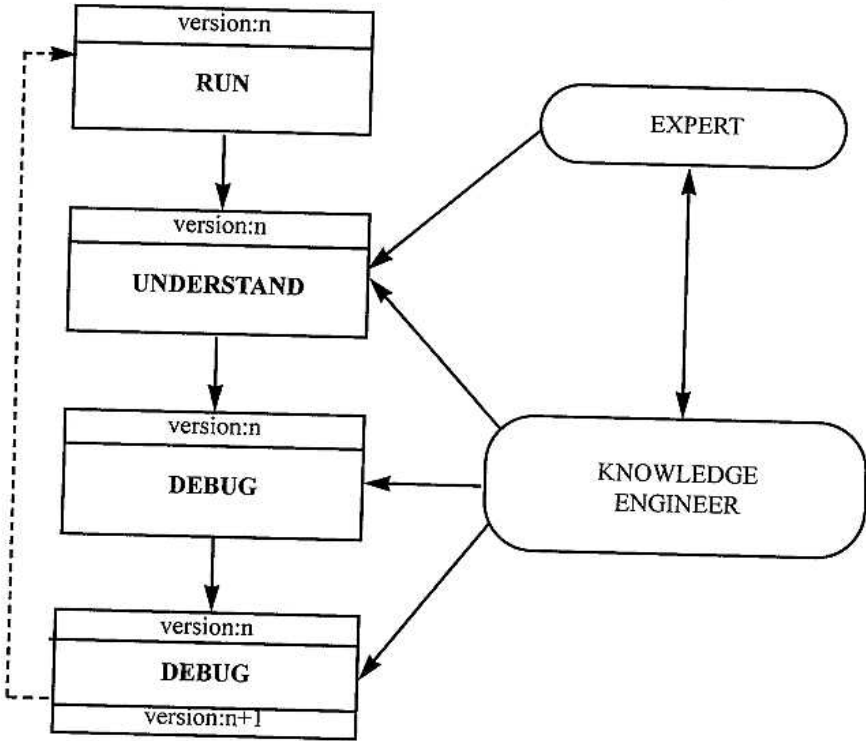 version:n
RUN
EXPERT
version:n
UNDERSTAND
version:n
DEBUG
KNOWLEDGE
ENGINEER
version:n
DEBUG
version:n+1